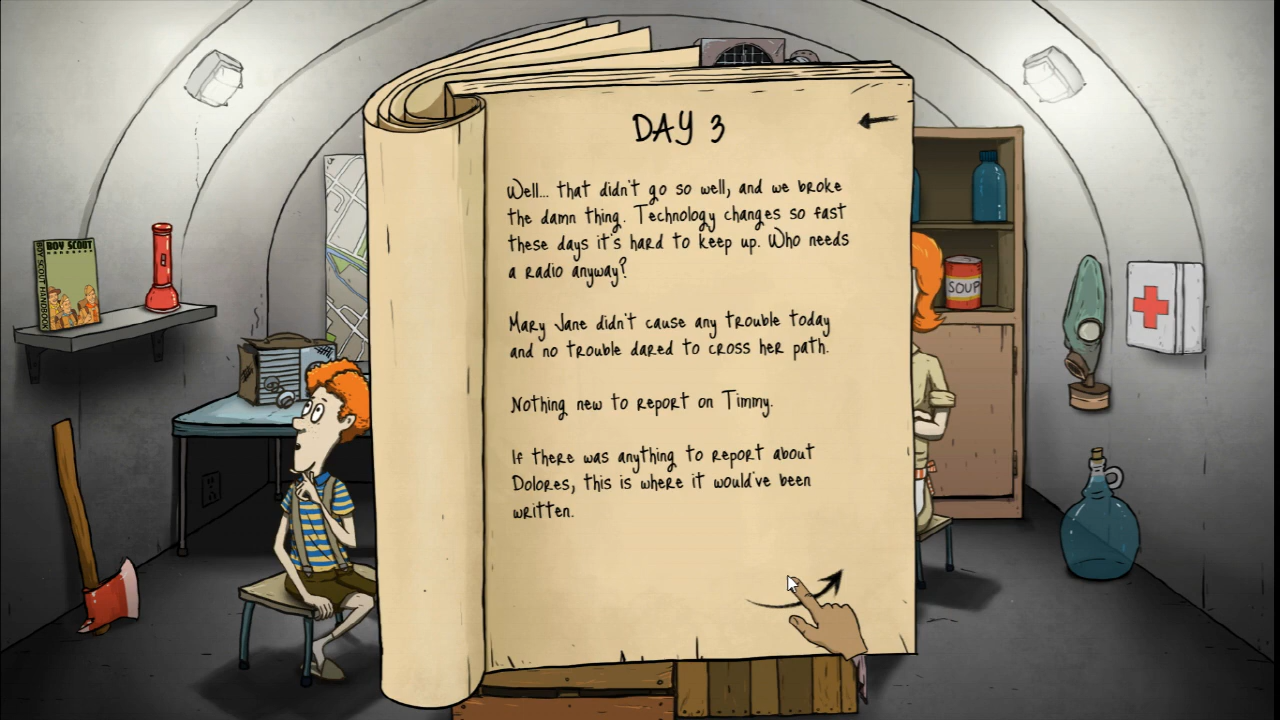 DAY 3
Well... that didn't go so well, and we broke
the damn thing. Technology changes so fast
these days it's hard to keep up. Who needs
a radio anyway?
Mary Jane didn't cause any trouble today
and no trouble dared to cross her path.
Nothing new to report on Timmy.
If there was anything to report about
Dolores, this is where it would've been
written.
BOY SCOUT
BOY SCOUT HANDBOOK
SOUP